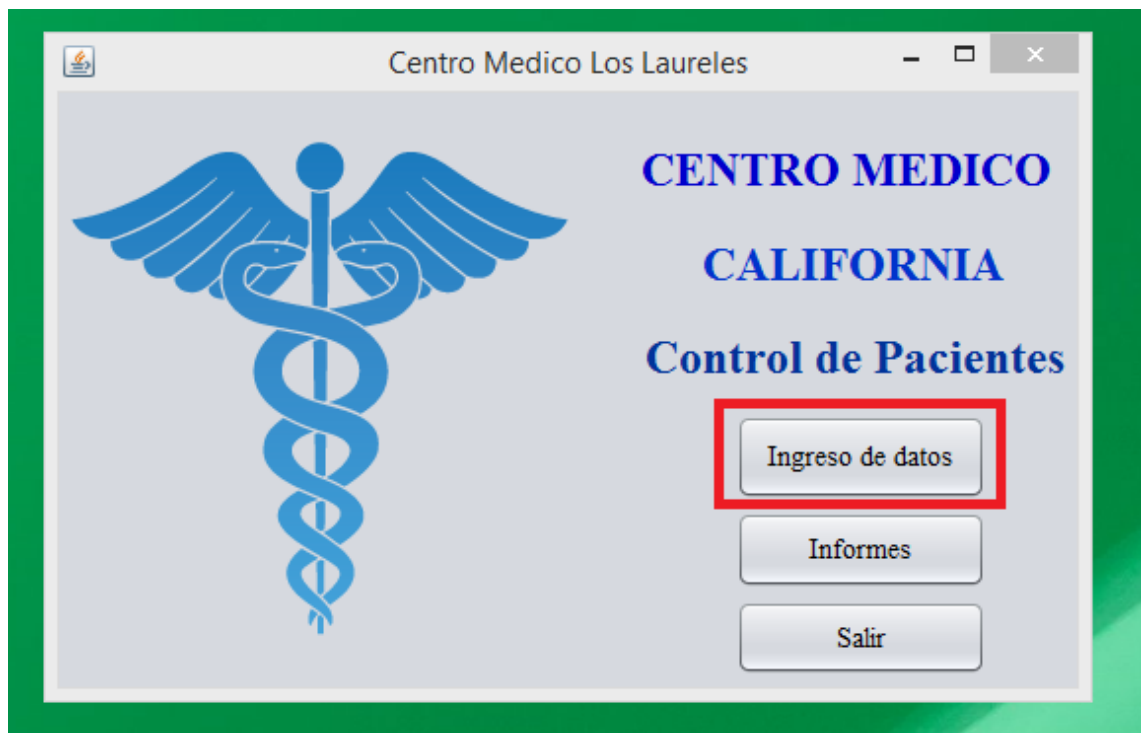 Centro Medico Los Laureles
CENTRO MEDICO
CALIFORNIA
Control de Pacientes
Ingreso de datos
Informes
Salir